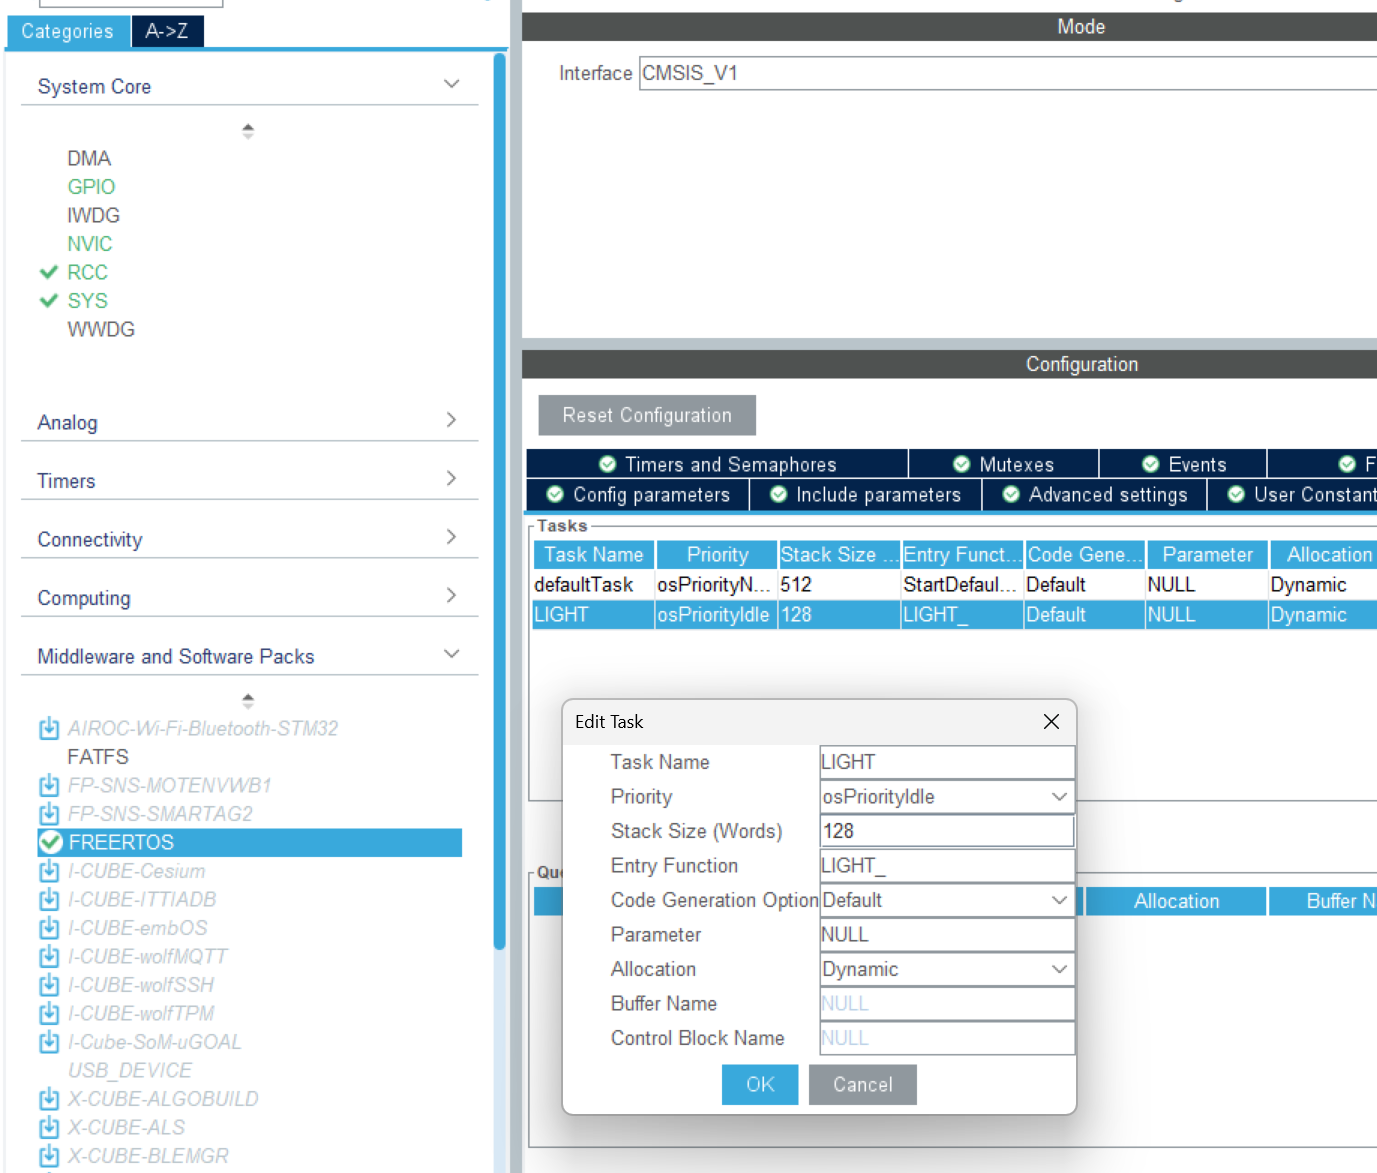 Categories
A->Z
System Core
DMA
GPIO
IWDG
NVIC
RCC
SYS
WWDG
Analog
Timers
Connectivity
Computing
Middleware and Software Packs
AIROC-Wi-Fi-Bluetooth-STM32
FATFS
FP-SNS-MOTENVWB1
FP-SNS-SMARTAG2
FREERTOS
I-CUBE-Cesium
I-CUBE-ITTIADB
I-CUBE-embOS
I-CUBE-wolfMQTT
I-CUBE-wolfSSH
I-CUBE-wolfTPM
I-Cube-SoM-uGOAL
USB_DEVICE
X-CUBE-ALGOBUILD
X-CUBE-ALS
X-CUBE-BLEMGR
Mode
Interface CMSIS_V1
Configuration
Reset Configuration
Timers and Semaphores Mutexes Events F
Config parameters Include parameters Advanced settings User Constant
Tasks
Task Name Priority Stack Size ... Entry Funct... Code Gene... Parameter Allocation
defaultTask osPriorityN... 512 StartDefaul... Default NULL Dynamic
LIGHT osPriorityIdle 128 LIGHT_ Default NULL Dynamic
Edit Task
Task Name LIGHT
Priority osPriorityIdle
Stack Size (Words) 128
Entry Function LIGHT_
Code Generation Option Default
Parameter NULL
Allocation Dynamic
Buffer Name NULL
Control Block Name NULL
OK Cancel
Qu
Allocation Buffer N